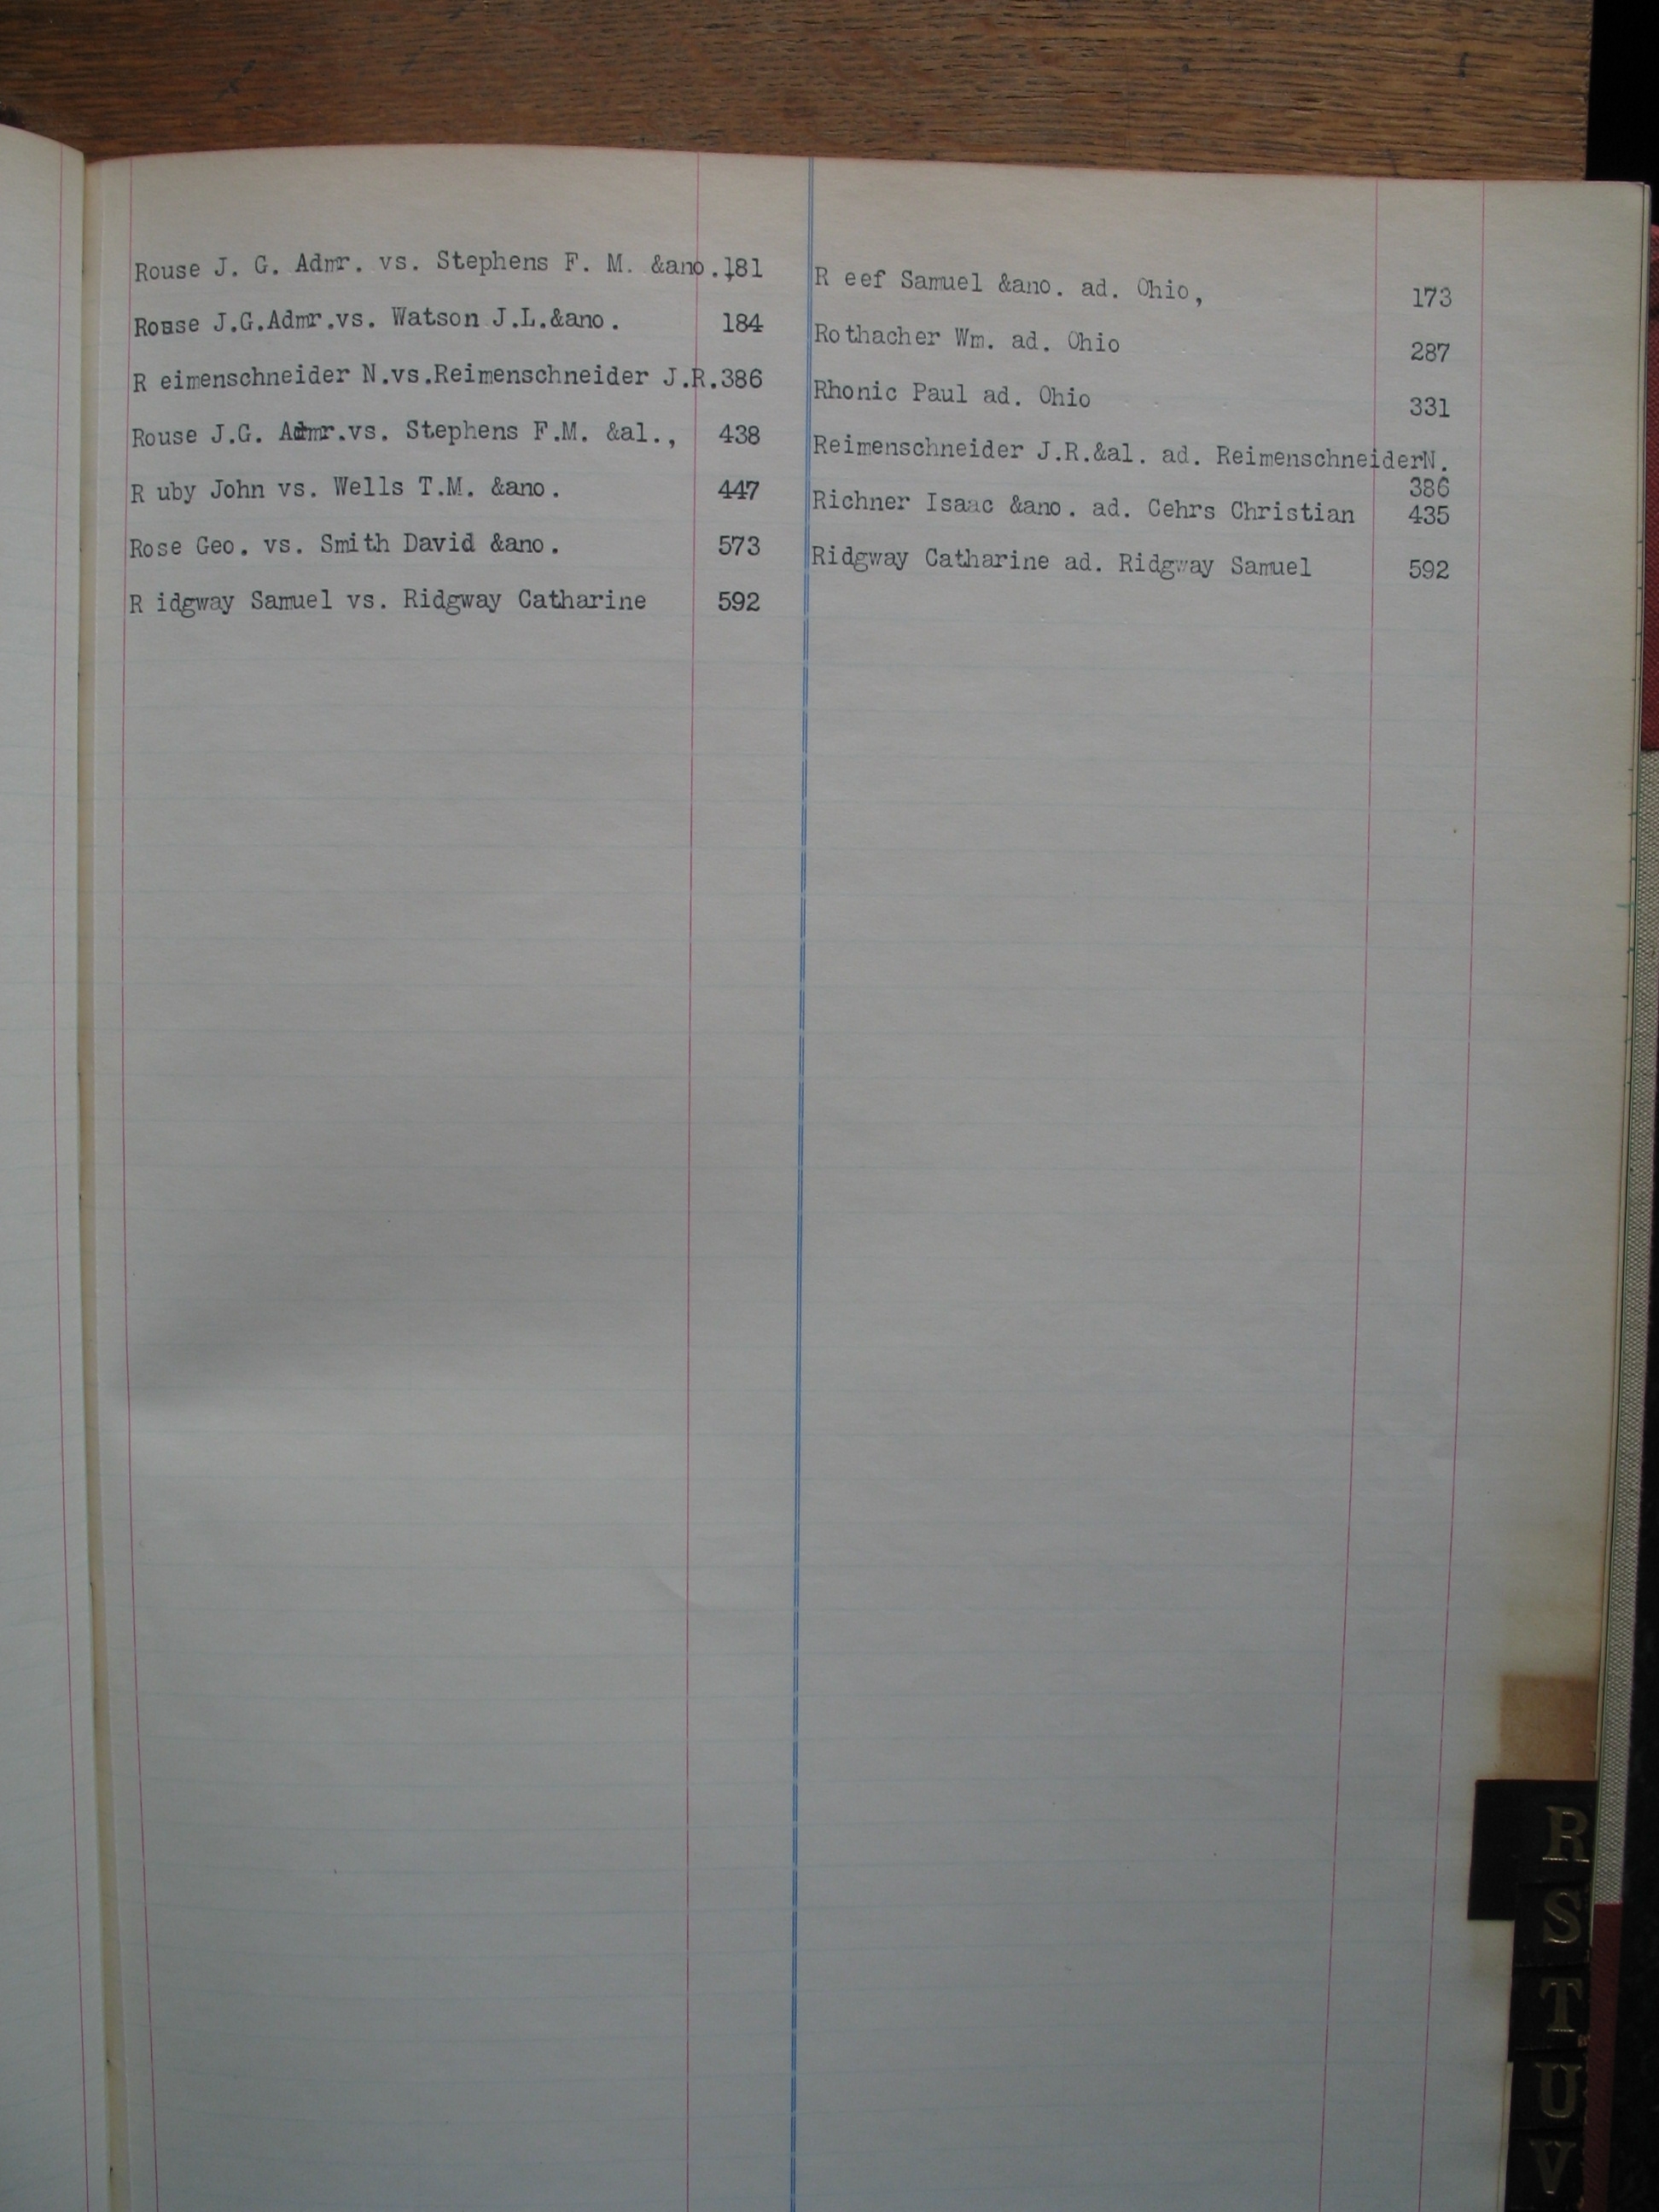 Rouse J. G. Admr. vs. Stephens F. M. &ano. 181
Rouse J.G.Admr.vs. Watson J.L.&ano. 184
R eimenschneider N.vs.Reimenschneider J.R. 386
Rouse J.G. Admr.vs. Stephens F.M. &al., 438
R uby John vs. Wells T.M. &ano. 447
Rose Geo. vs. Smith David &ano. 573
R idgway Samuel vs. Ridgway Catharine 592
R eef Samuel &ano. ad. Ohio, 173
Rothacher Wm. ad. Ohio 287
Rhonic Paul ad. Ohio 331
Reimenschneider J.R.&al. ad. ReimenschneiderN.
386
Richner Isaac &ano. ad. Cehrs Christian 435
Ridgway Catharine ad. Ridgway Samuel 592
R
S
T
U
V